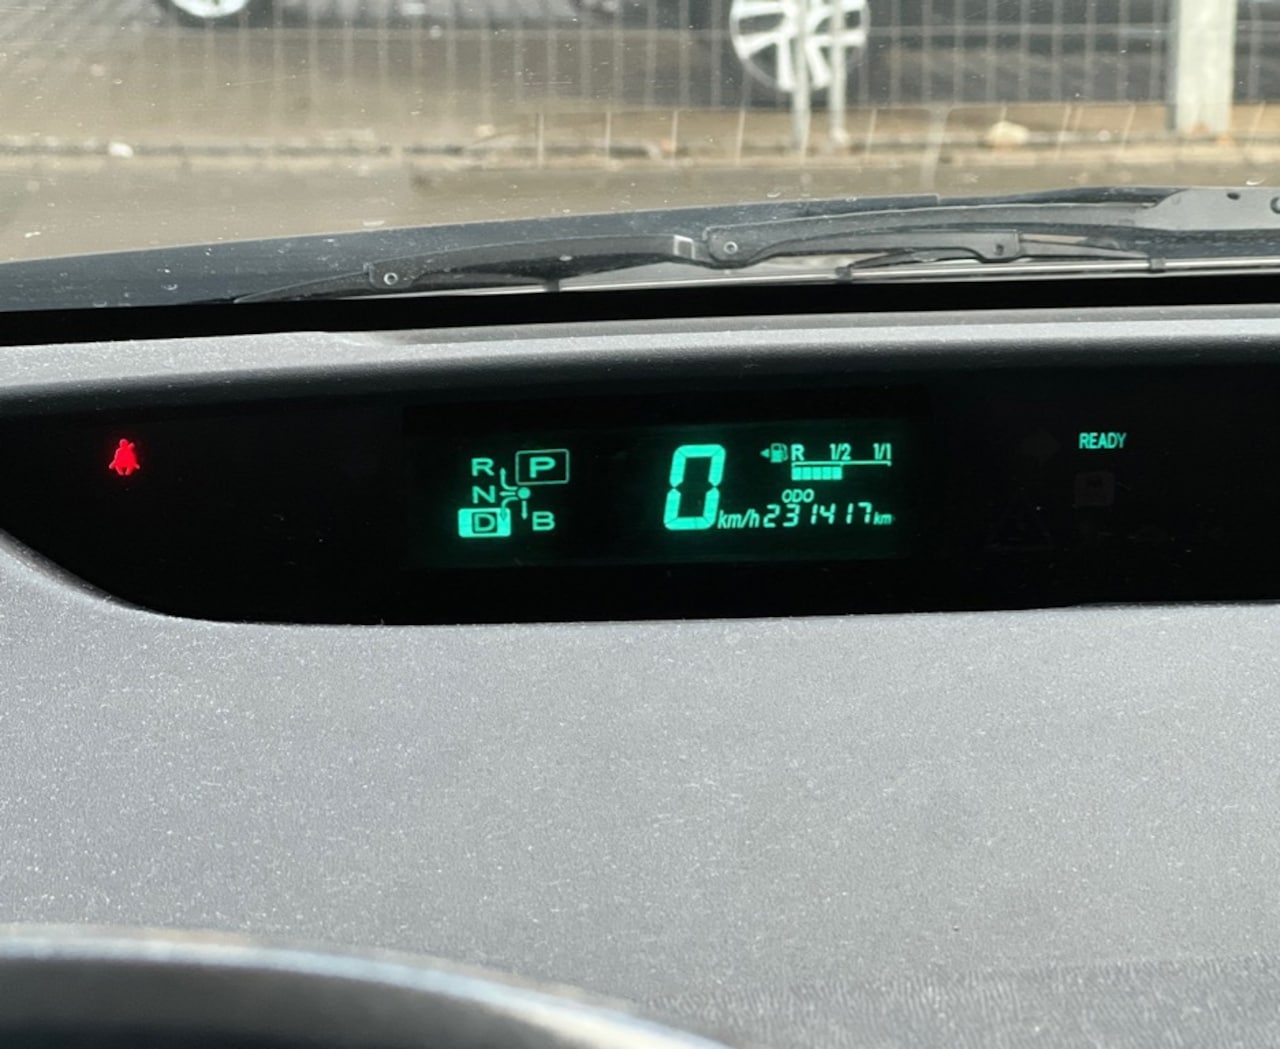 R P
N
D B
0 km/h
R 1/2 1/1
ODO
231417 km
READY